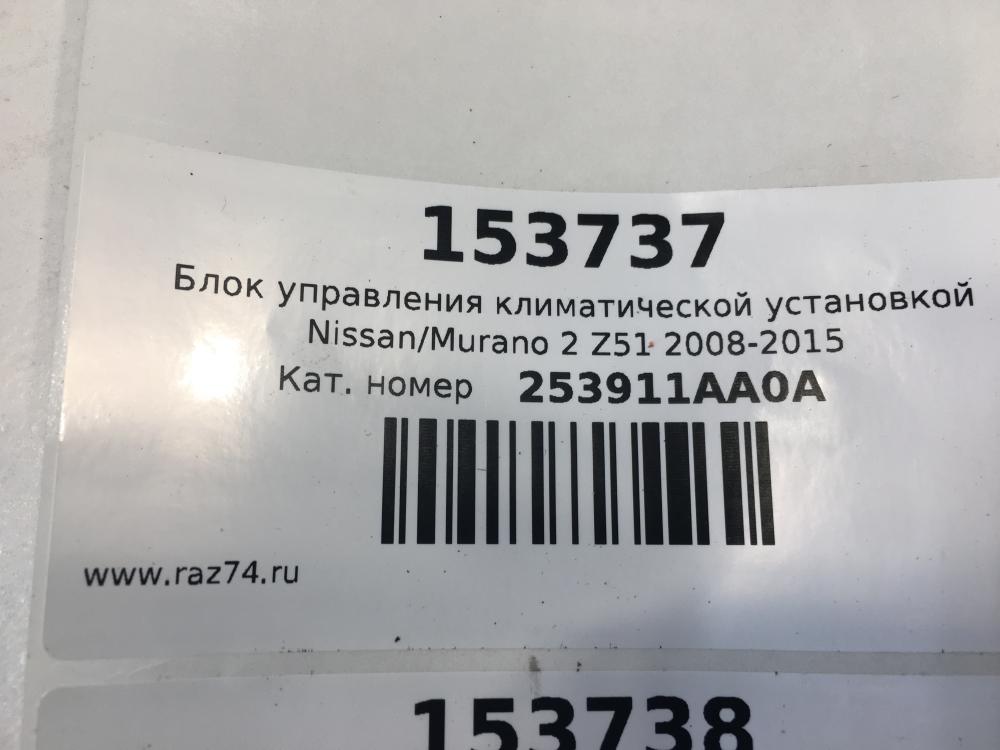 153737
Блок управления климатической установкой
Nissan/Murano 2 Z51 2008-2015
Кат. номер 253911AA0A
www.raz74.ru
153738